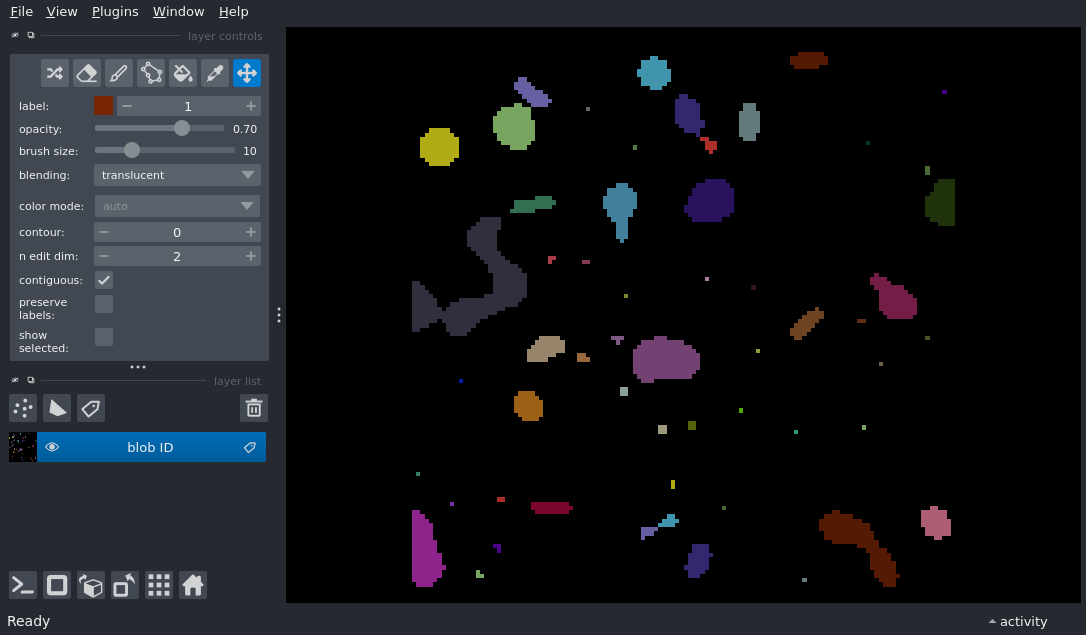 File View Plugins Window Help
layer controls
label: 1
opacity: 0.70
brush size: 10
blending: translucent
color mode: auto
contour: 0
n edit dim: 2
contiguous:
preserve
labels:
show
selected:
layer list
blob ID
Ready
activity